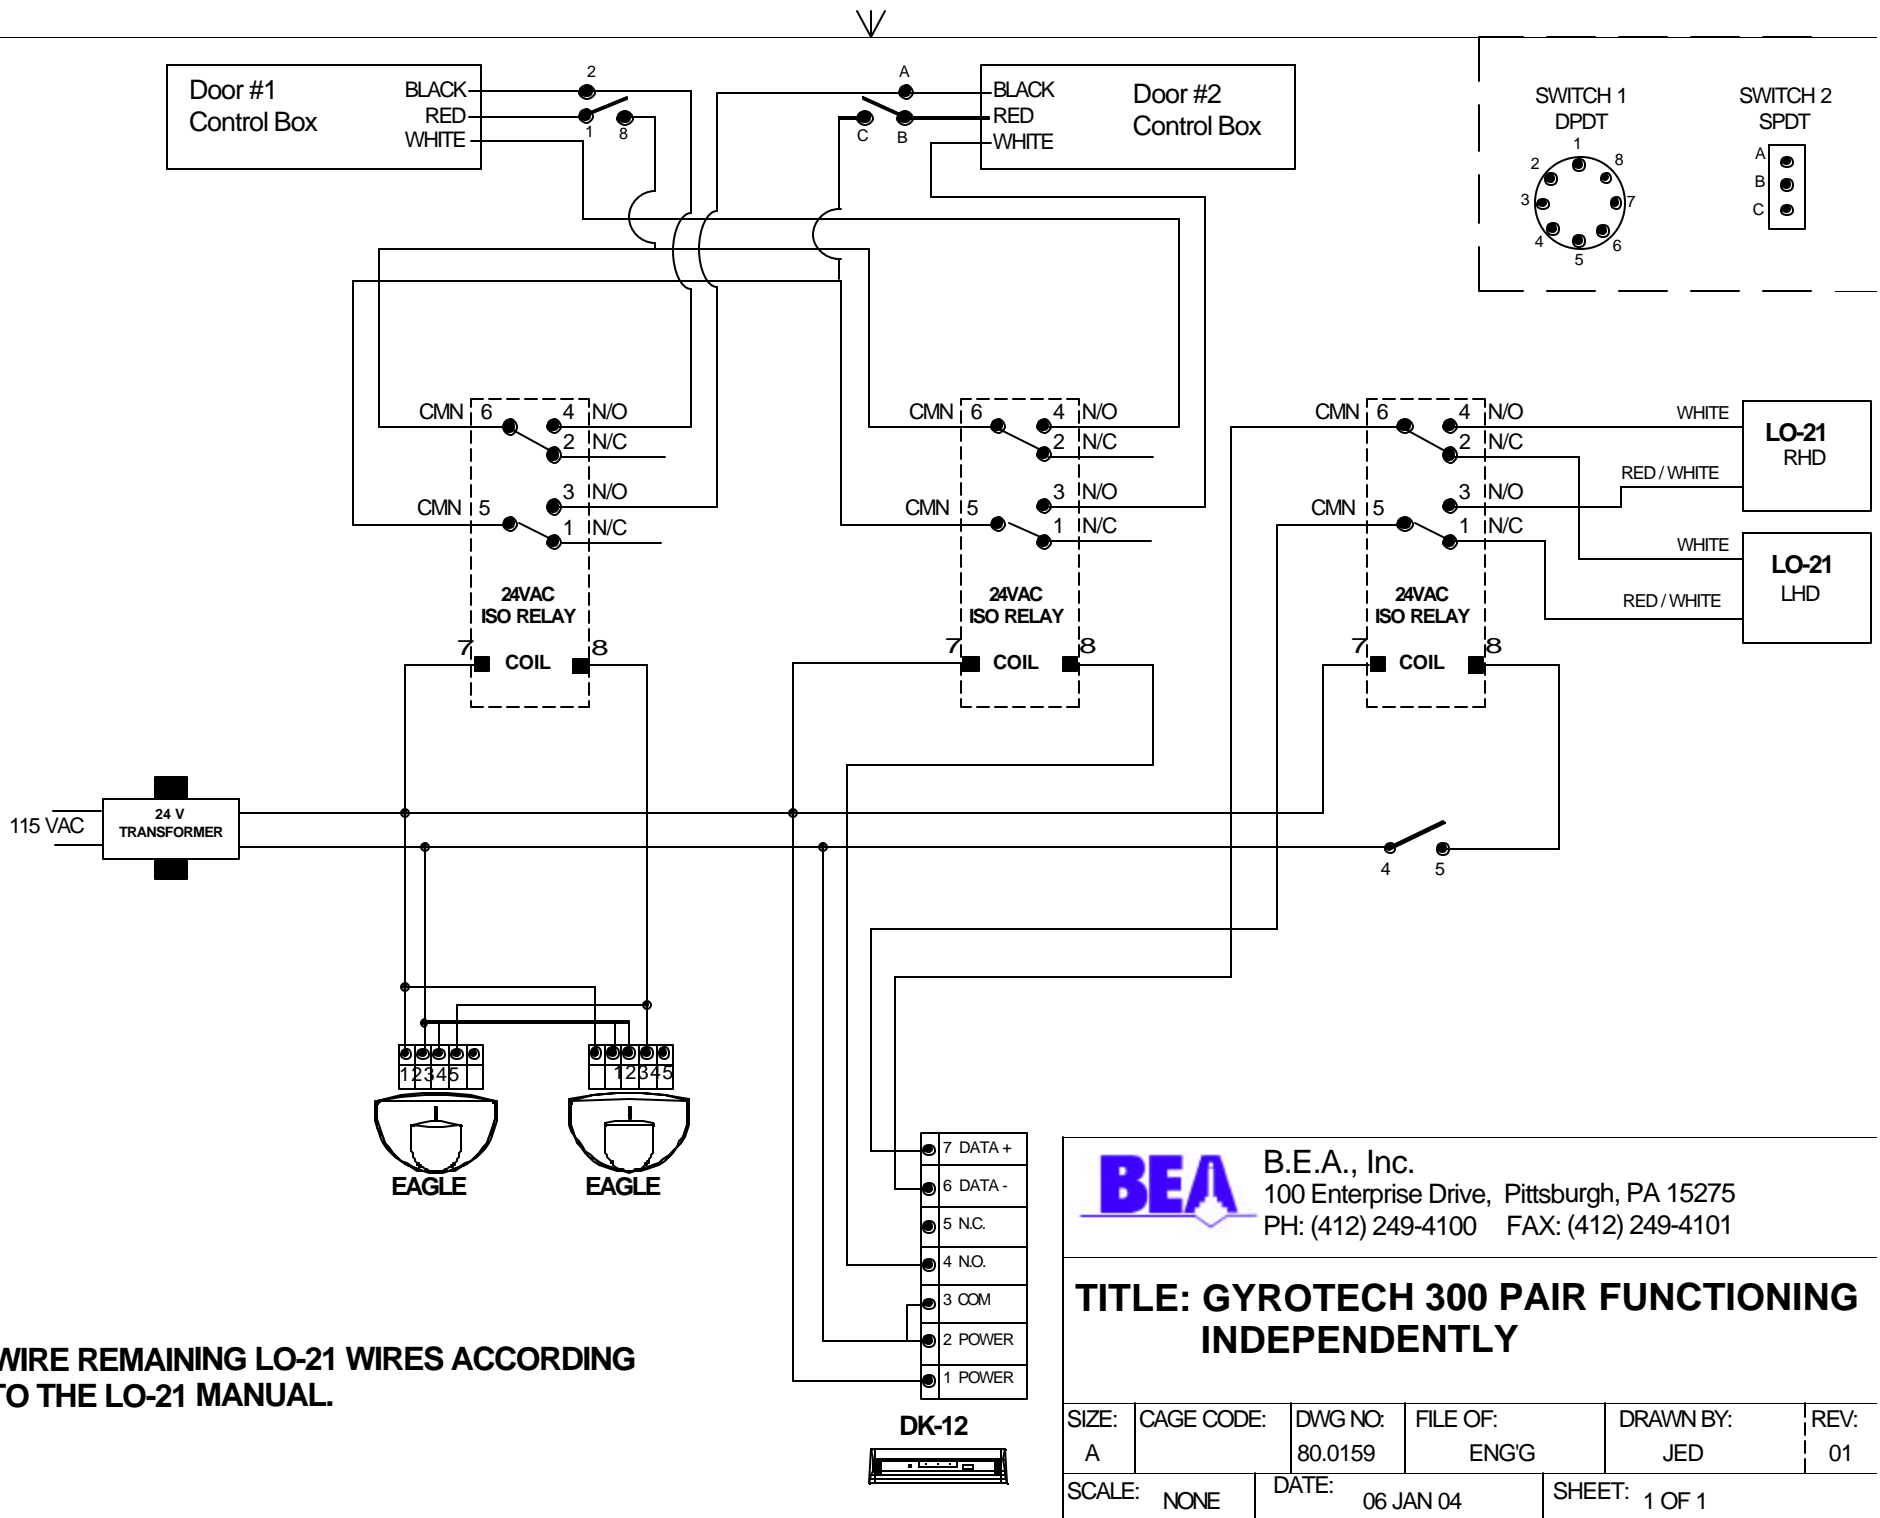 Door #1
Control Box
BLACK
RED
WHITE
2
1 8
A
C B
BLACK
RED
WHITE
Door #2
Control Box
SWITCH 1
DPDT
1
2
3
4
5
6
7
8
SWITCH 2
SPDT
A
B
C
CMN 6 4 N/O
2 N/C
3 N/O
CMN 5 1 N/C
24VAC
ISO RELAY
7 COIL 8
CMN 6 4 N/O
2 N/C
3 N/O
CMN 5 1 N/C
24VAC
ISO RELAY
7 COIL 8
CMN 6 4 N/O
2 N/C
3 N/O
CMN 5 1 N/C
24VAC
ISO RELAY
7 COIL 8
WHITE
RED / WHITE
LO-21
RHD
WHITE
RED / WHITE
LO-21
LHD
115 VAC
24 V
TRANSFORMER
4 5
12345
EAGLE
12345
EAGLE
7 DATA +
6 DATA -
5 N.C.
4 N.O.
3 COM
2 POWER
1 POWER
DK-12
WIRE REMAINING LO-21 WIRES ACCORDING
TO THE LO-21 MANUAL.
BEA
B.E.A., Inc.
100 Enterprise Drive, Pittsburgh, PA 15275
PH: (412) 249-4100 FAX: (412) 249-4101
TITLE: GYROTECH 300 PAIR FUNCTIONING
INDEPENDENTLY
SIZE: CAGE CODE: DWG NO: FILE OF: DRAWN BY: REV:
A 80.0159 ENG'G JED 01
SCALE: NONE DATE: 06 JAN 04 SHEET: 1 OF 1